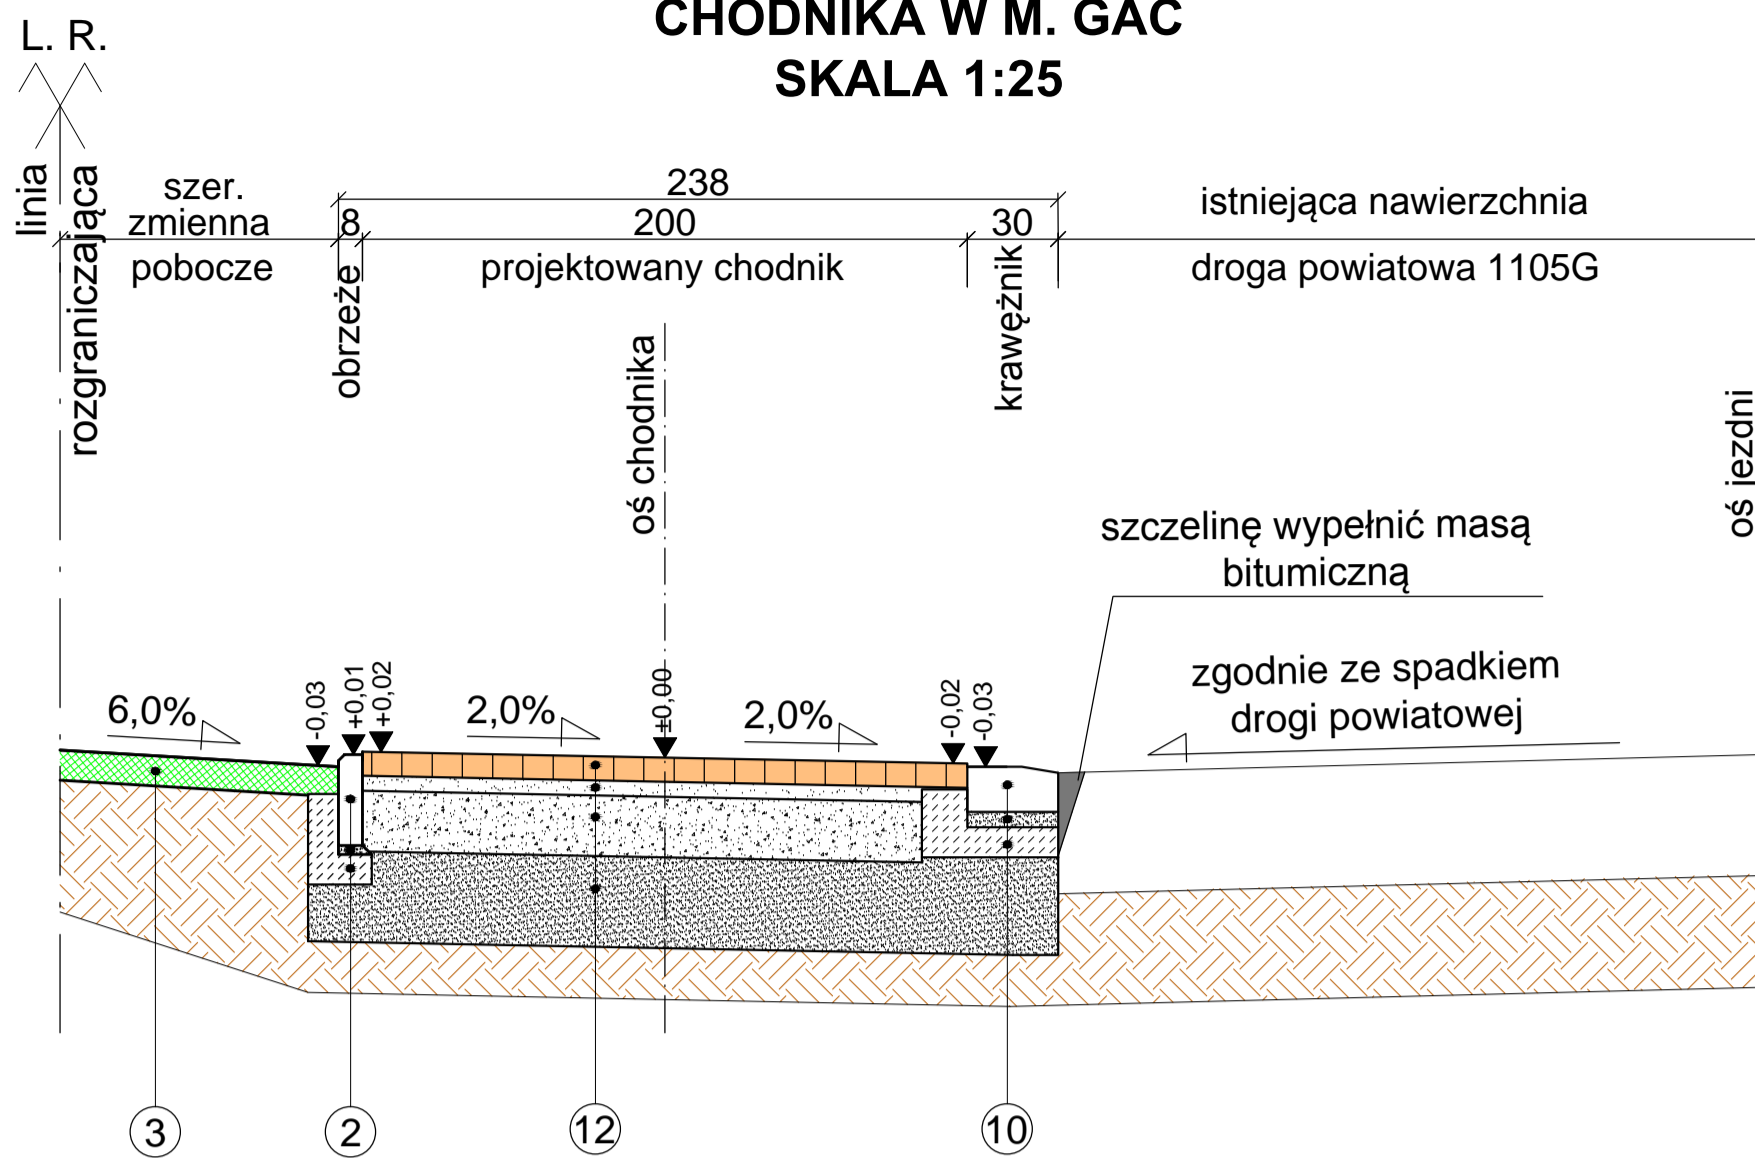 CHODNIKA W M. GAC
SKALA 1:25
L. R.
linia
rozgraniczająca
szer.
zmienna
pobocze
238
8
200
30
obrzeże
projektowany chodnik
krawężnik
istniejąca nawierzchnia
droga powiatowa 1105G
oś chodnika
oś jezdni
szczelinę wypełnić masą
bitumiczną
zgodnie ze spadkiem
drogi powiatowej
6,0%
-0,03
+0,01
+0,02
2,0%
±0,00
2,0%
-0,02
-0,03
3
2
12
10